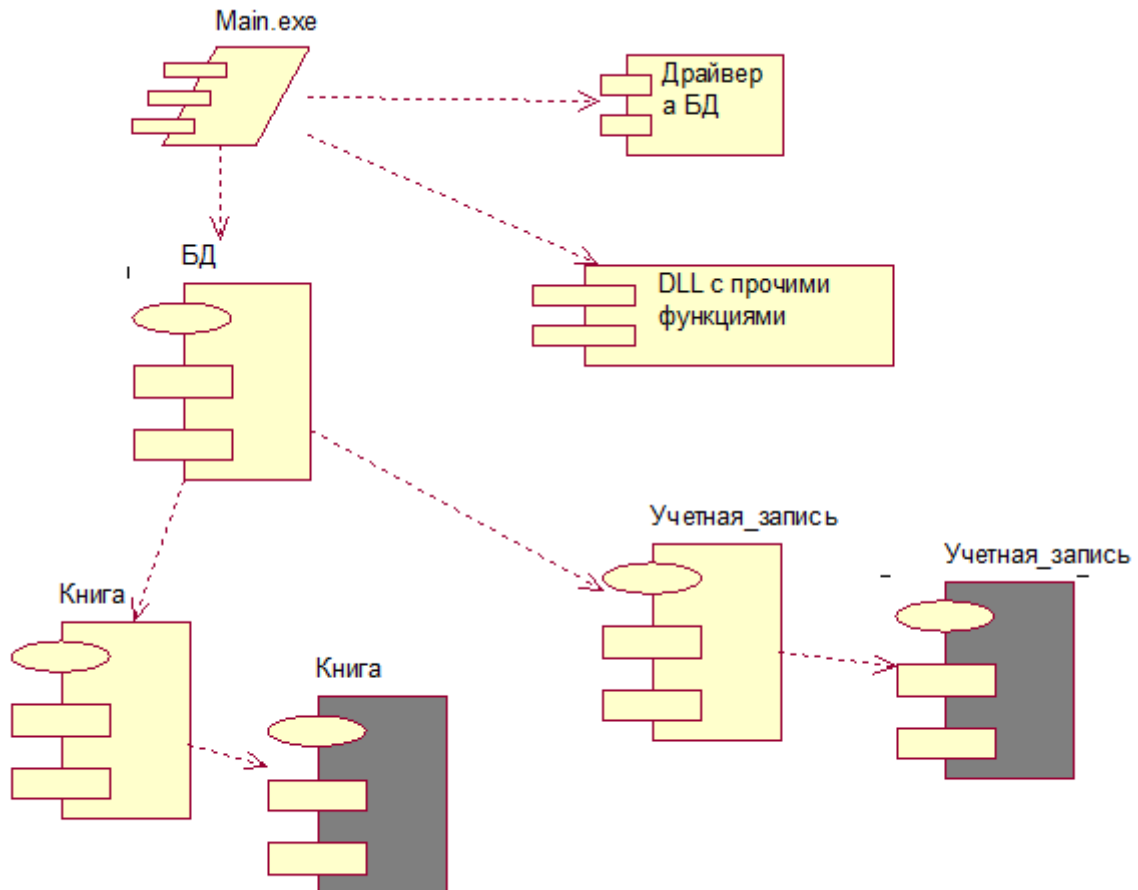 Main.exe
Драйвер
а БД
БД
DLL с прочими
функциями
Учетная_запись
Учетная_запись
Книга
Книга